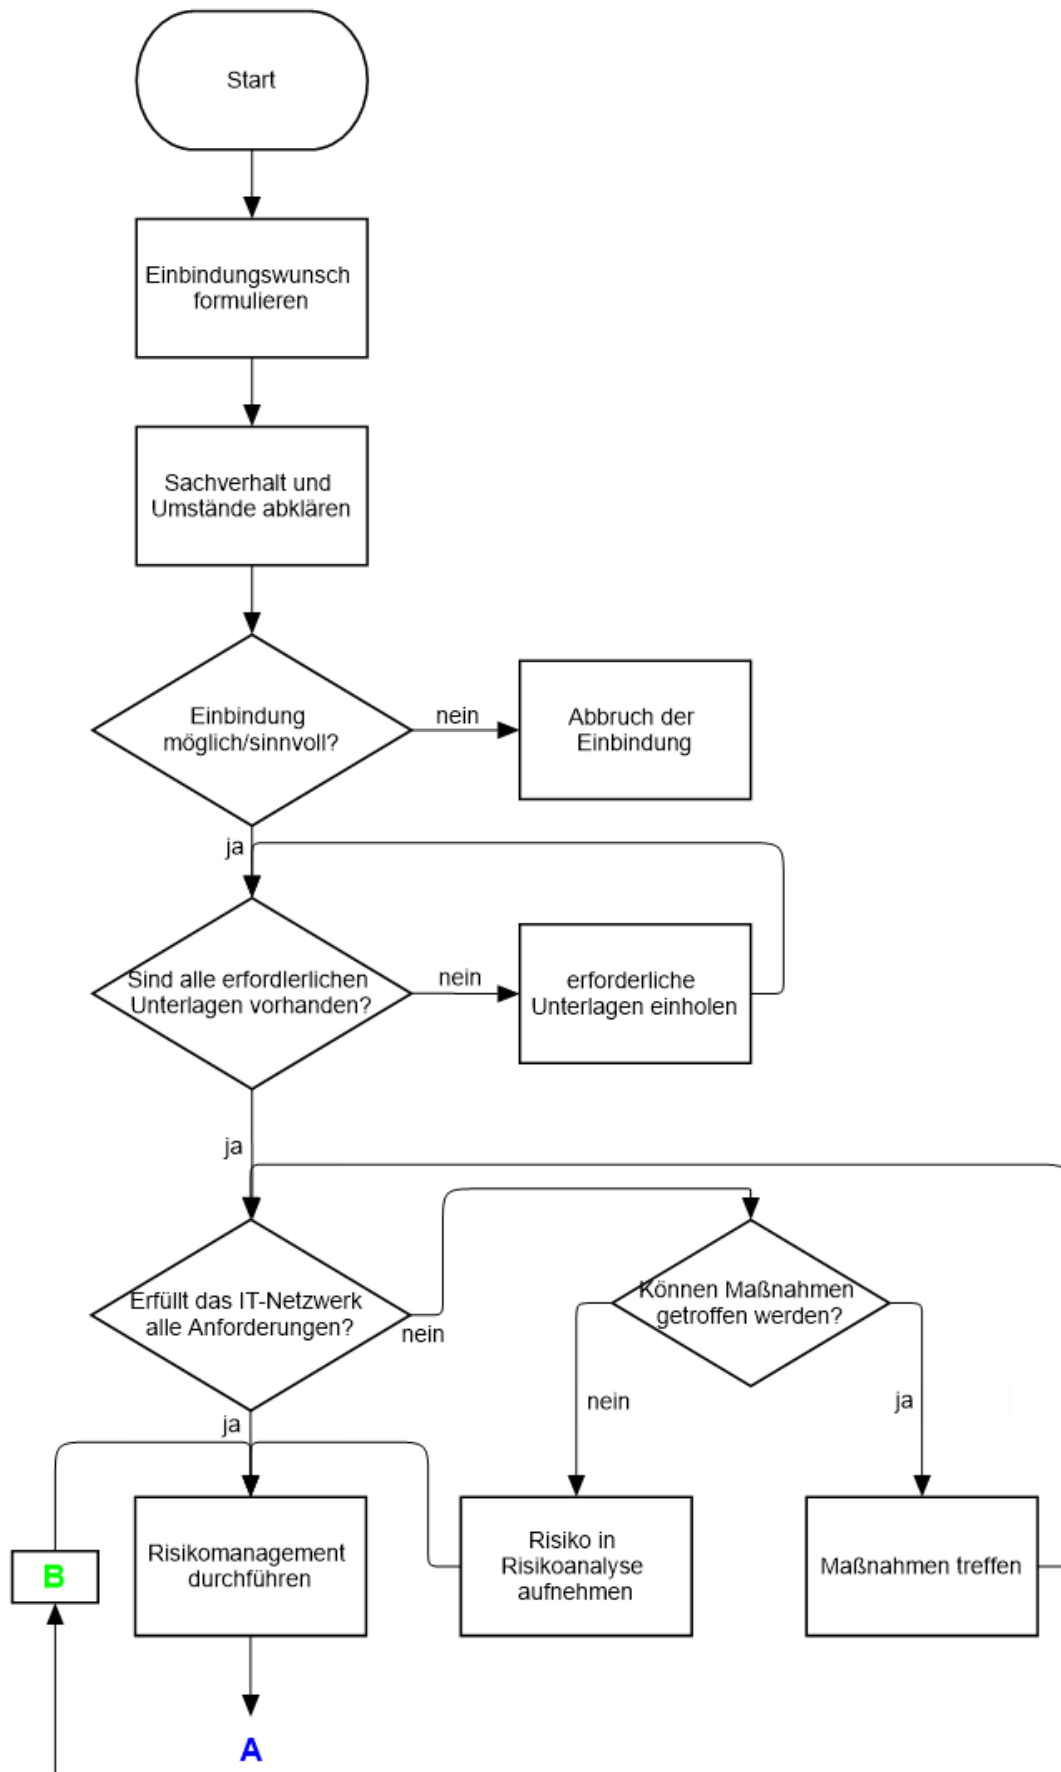 Start
Einbindungswunsch
formulieren
Sachverhalt und
Umstände abklären
Einbindung
möglich/sinnvoll?
nein
Abbruch der
Einbindung
ja
Sind alle erfordlerlichen
Unterlagen vorhanden?
nein
erforderliche
Unterlagen einholen
ja
Erfüllt das IT-Netzwerk
alle Anforderungen?
nein
Können Maßnahmen
getroffen werden?
nein
ja
ja
Risikomanagement
durchführen
Risiko in
Risikoanalyse
aufnehmen
Maßnahmen treffen
B
A